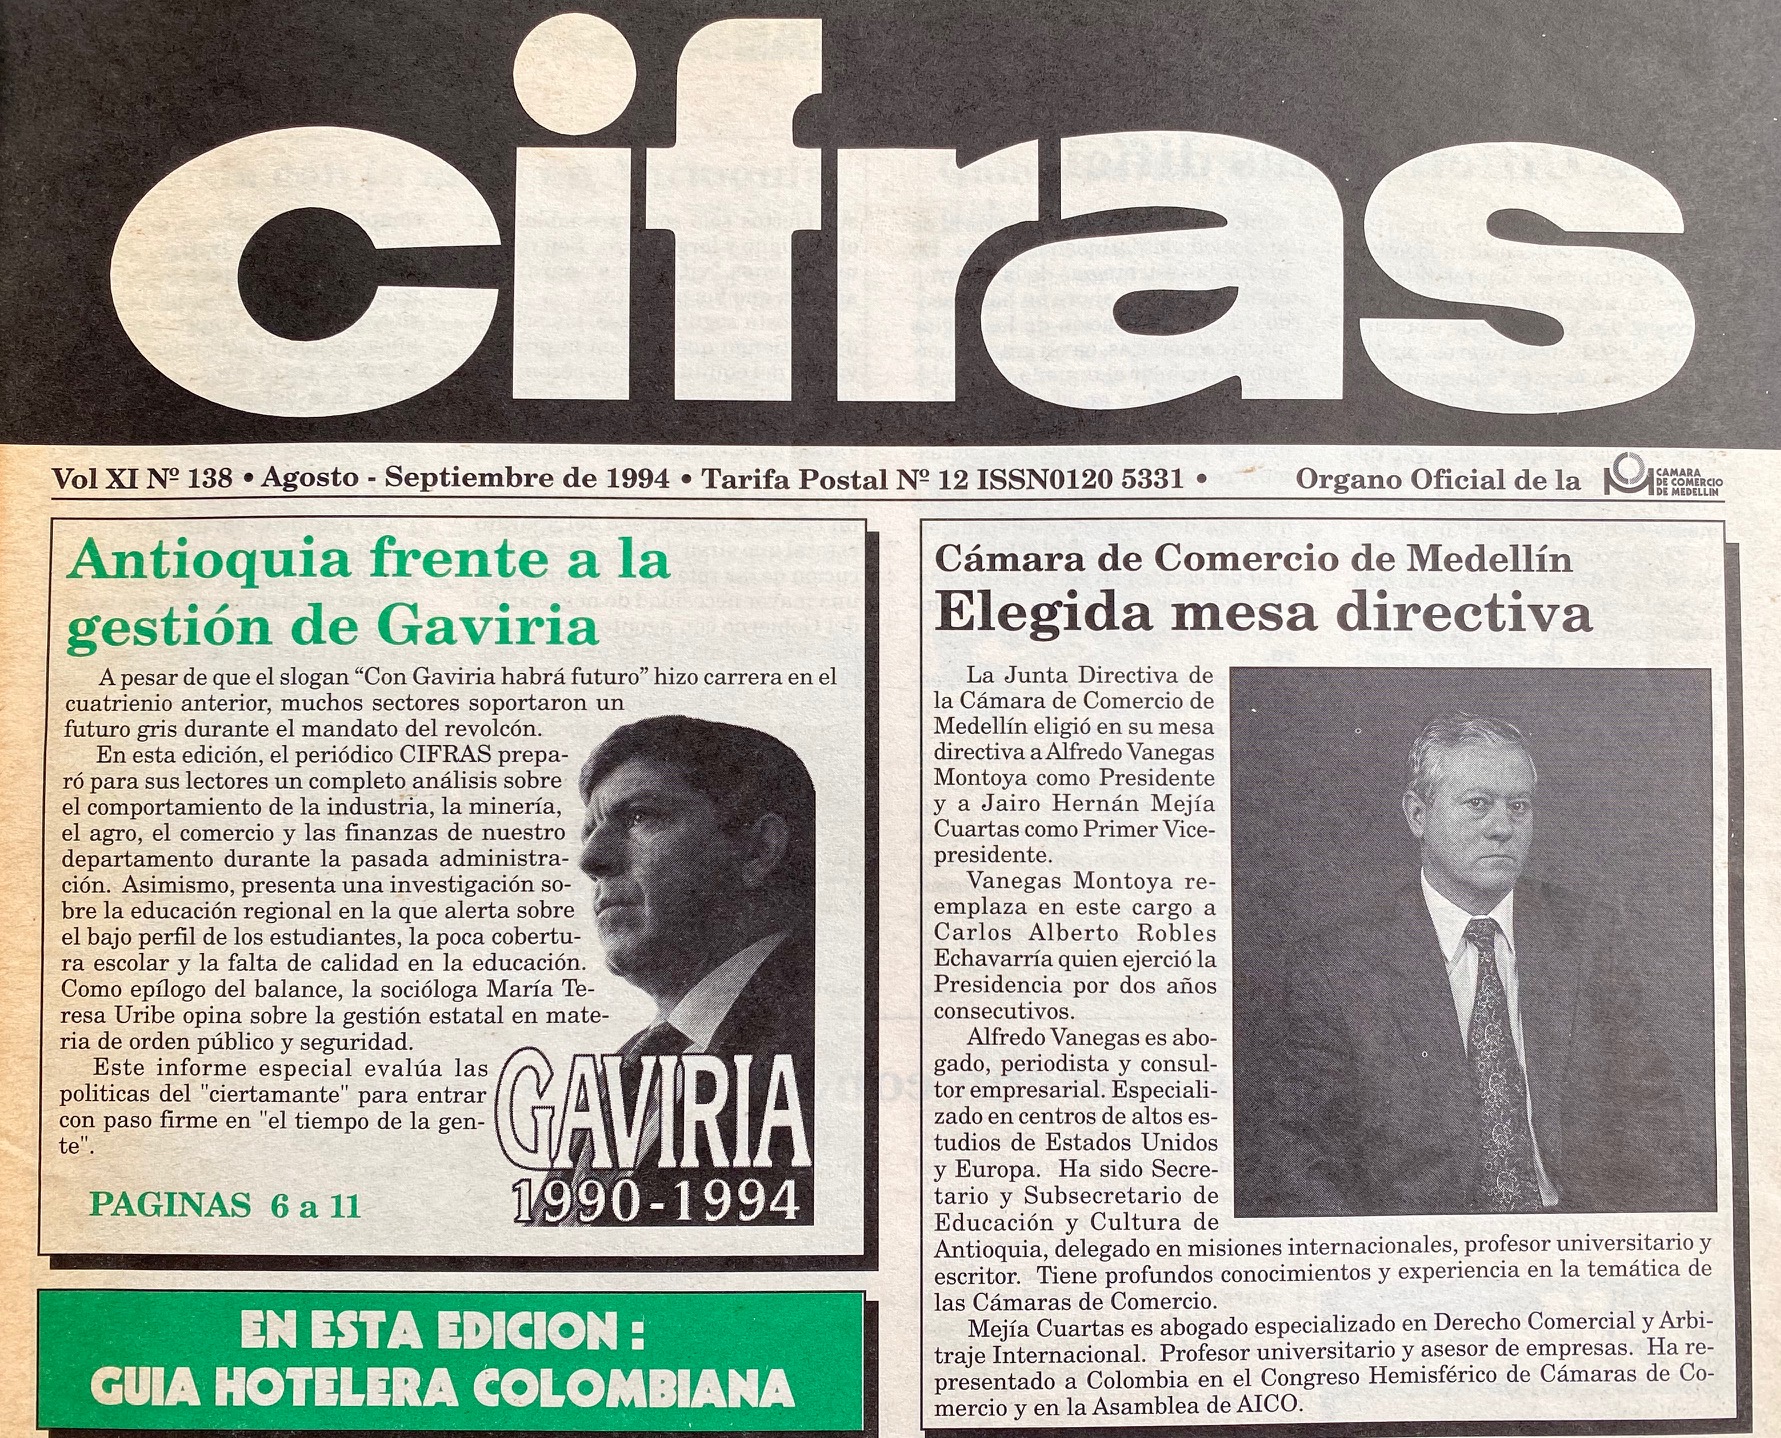 cifras
Vol XI Nº 138 • Agosto - Septiembre de 1994 • Tarifa Postal Nº 12 ISSN0120 5331 •
Organo Oficial de la
CAMARA
DE COMERCIO
DE MEDELLIN
Antioquia frente a la
gestión de Gaviria
A pesar de que el slogan “Con Gaviria habrá futuro” hizo carrera en el
cuatrienio anterior, muchos sectores soportaron un
futuro gris durante el mandato del revolcón.
En esta edición, el periódico CIFRAS prepa-
ró para sus lectores un completo análisis sobre
el comportamiento de la industria, la minería,
el agro, el comercio y las finanzas de nuestro
departamento durante la pasada administra-
ción. Asimismo, presenta una investigación so-
bre la educación regional en la que alerta sobre
el bajo perfil de los estudiantes, la poca cobertu-
ra escolar y la falta de calidad en la educación.
Como epílogo del balance, la socióloga María Te-
resa Uribe opina sobre la gestión estatal en mate-
ria de orden público y seguridad.
Este informe especial evalúa las
politicas del "ciertamante" para entrar
con paso firme en "el tiempo de la gen-
te".
PAGINAS 6 a 11
GAVIRIA
1990-1994
EN ESTA EDICION :
GUIA HOTELERA COLOMBIANA
Cámara de Comercio de Medellín
Elegida mesa directiva
La Junta Directiva de
la Cámara de Comercio de
Medellín eligió en su mesa
directiva a Alfredo Vanegas
Montoya como Presidente
y a Jairo Hernán Mejía
Cuartas como Primer Vice-
presidente.
Vanegas Montoya re-
emplaza en este cargo a
Carlos Alberto Robles
Echavarría quien ejerció la
Presidencia por dos años
consecutivos.
Alfredo Vanegas es abo-
gado, periodista y consul-
tor empresarial. Especiali-
zado en centros de altos es-
tudios de Estados Unidos
y Europa. Ha sido Secre-
tario y Subsecretario de
Educación y Cultura de
Antioquia, delegado en misiones internacionales, profesor universitario y
escritor. Tiene profundos conocimientos y experiencia en la temática de
las Cámaras de Comercio.
Mejía Cuartas es abogado especializado en Derecho Comercial y Arbi-
traje Internacional. Profesor universitario y asesor de empresas. Ha re-
presentado a Colombia en el Congreso Hemisférico de Cámaras de Co-
mercio y en la Asamblea de AICO.